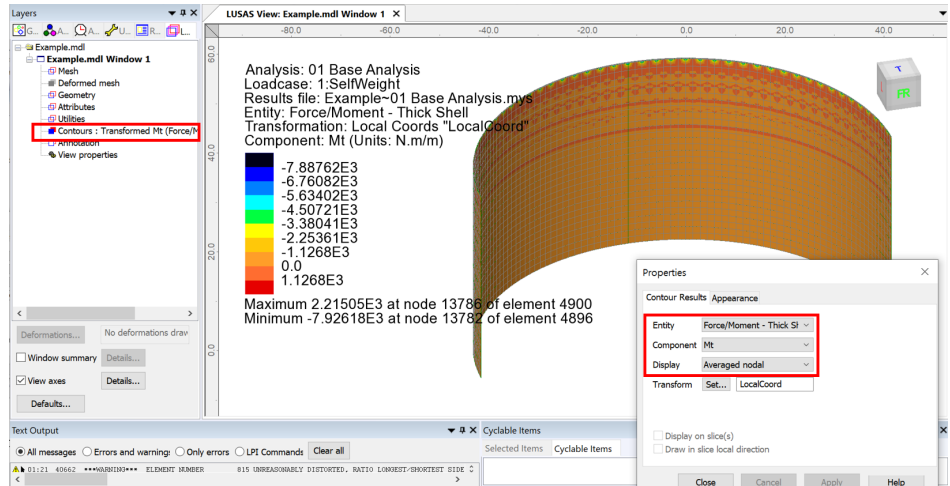 Layers
LUSAS View: Example.mdl Window 1
G... A... A... U... R... L...
-80.0 -60.0 -40.0 -20.0 0.0 20.0 40.0
Example.mdl
Example.mdl Window 1
Mesh
Deformed mesh
Geometry
Attributes
Utilities
Contours : Transformed Mt (Force/M
Annotation
View properties
60.0
40.0
20.0
0.0
Analysis: 01 Base Analysis
Loadcase: 1:SelfWeight
Results file: Example~01 Base Analysis.mys
Entity: Force/Moment - Thick Shell
Transformation: Local Coords "LocalCoord"
Component: Mt (Units: N.m/m)
-7.88762E3
-6.76082E3
-5.63402E3
-4.50721E3
-3.38041E3
-2.25361E3
-1.1268E3
0.0
1.1268E3
Maximum 2.21505E3 at node 13786 of element 4900
Minimum -7.92618E3 at node 13782 of element 4896
T
FR
Deformations... No deformations draw
Window summary Details...
View axes Details...
Defaults...
Properties
Contour Results Appearance
Entity Force/Moment - Thick Sh
Component Mt
Display Averaged nodal
Transform Set... LocalCoord
Display on slice(s)
Draw in slice local direction
Close Cancel Apply Help
Text Output
All messages Errors and warnings Only errors LPI Commands Clear all
01:21 40662 ***WARNING*** ELEMENT NUMBER 815 UNREASONABLY DISTORTED, RATIO LONGEST/SHORTEST SIDE
Cyclable Items
Selected Items Cyclable Items